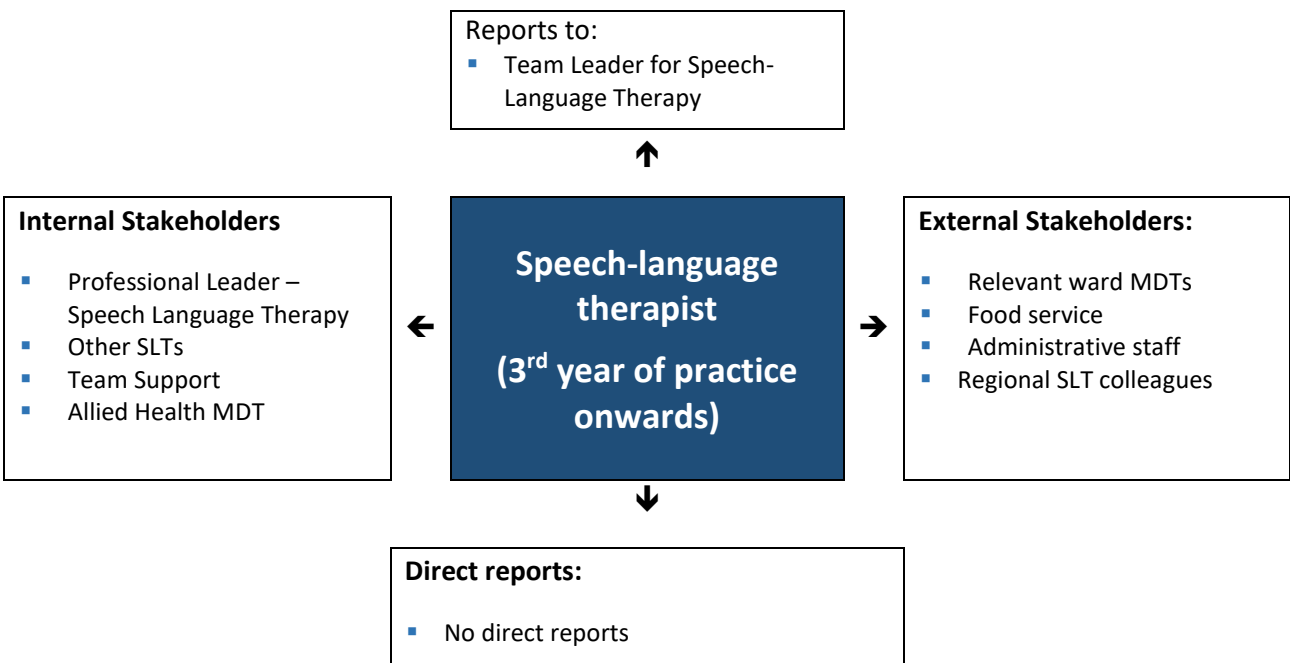 Reports to:
▪ Team Leader for Speech-
Language Therapy
Internal Stakeholders
▪ Professional Leader –
Speech Language Therapy
▪ Other SLTs
▪ Team Support
▪ Allied Health MDT
Speech-language
therapist
(3rd year of practice
onwards)
External Stakeholders:
▪ Relevant ward MDTs
▪ Food service
▪ Administrative staff
▪ Regional SLT colleagues
Direct reports:
▪ No direct reports